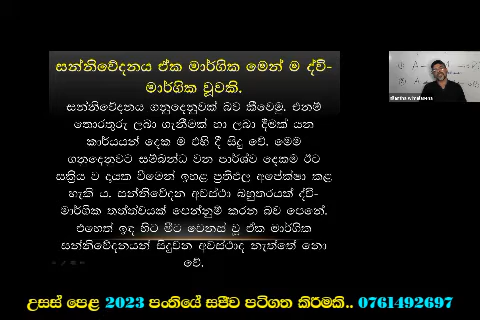 සන්නිවේදනය ඒක මාර්ගික මෙන් ම ද්වි-
මාර්ගික වූවකි.
සන්නිවේදනය ගනුදෙනුවක් බව කීවෙමු. එනම්
තොරතුරු ලබා ගැනීමක් හා ලබා දීමක් යන
කාර්යයන් දෙක ම එහි දී සිදු වේ. මෙම
ගනුදෙනුවට සම්බන්ධ වන පාර්ශ්ව දෙකම ඊට
සක්‍රිය ව දායක වීමෙන් ඉහළ ප්‍රතිඵල අපේක්ෂා කළ
හැකි ය. සන්නිවේදන අවස්ථා බහුතරයක් ද්වි-
මාර්ගික තත්ත්වයක් පෙන්නුම් කරන බව පෙනේ.
එහෙත් ඉඳ හිට මීට වෙනස් වූ ඒක මාර්ගික
සන්නිවේදනයන් සිදුවන අවස්ථාද නැත්තේ නො
වේ.
උසස් පෙළ 2023 පංතියේ සජීව පටිගත කිරීමකි.. 0761492697